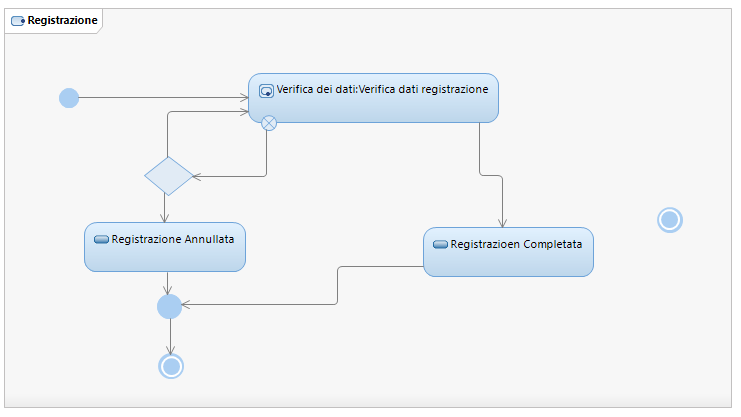 Registrazione
Verifica dei dati:Verifica dati registrazione
Registrazione Annullata
Registrazioen Completata